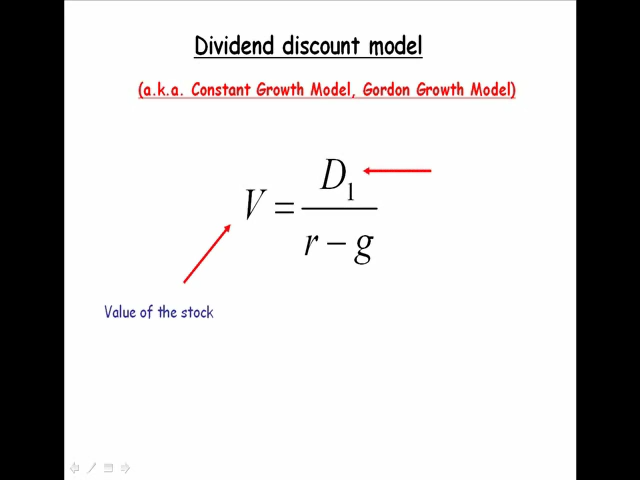 Dividend discount model
(a.k.a. Constant Growth Model, Gordon Growth Model)
V = D₁ / (r − g)
Value of the stock